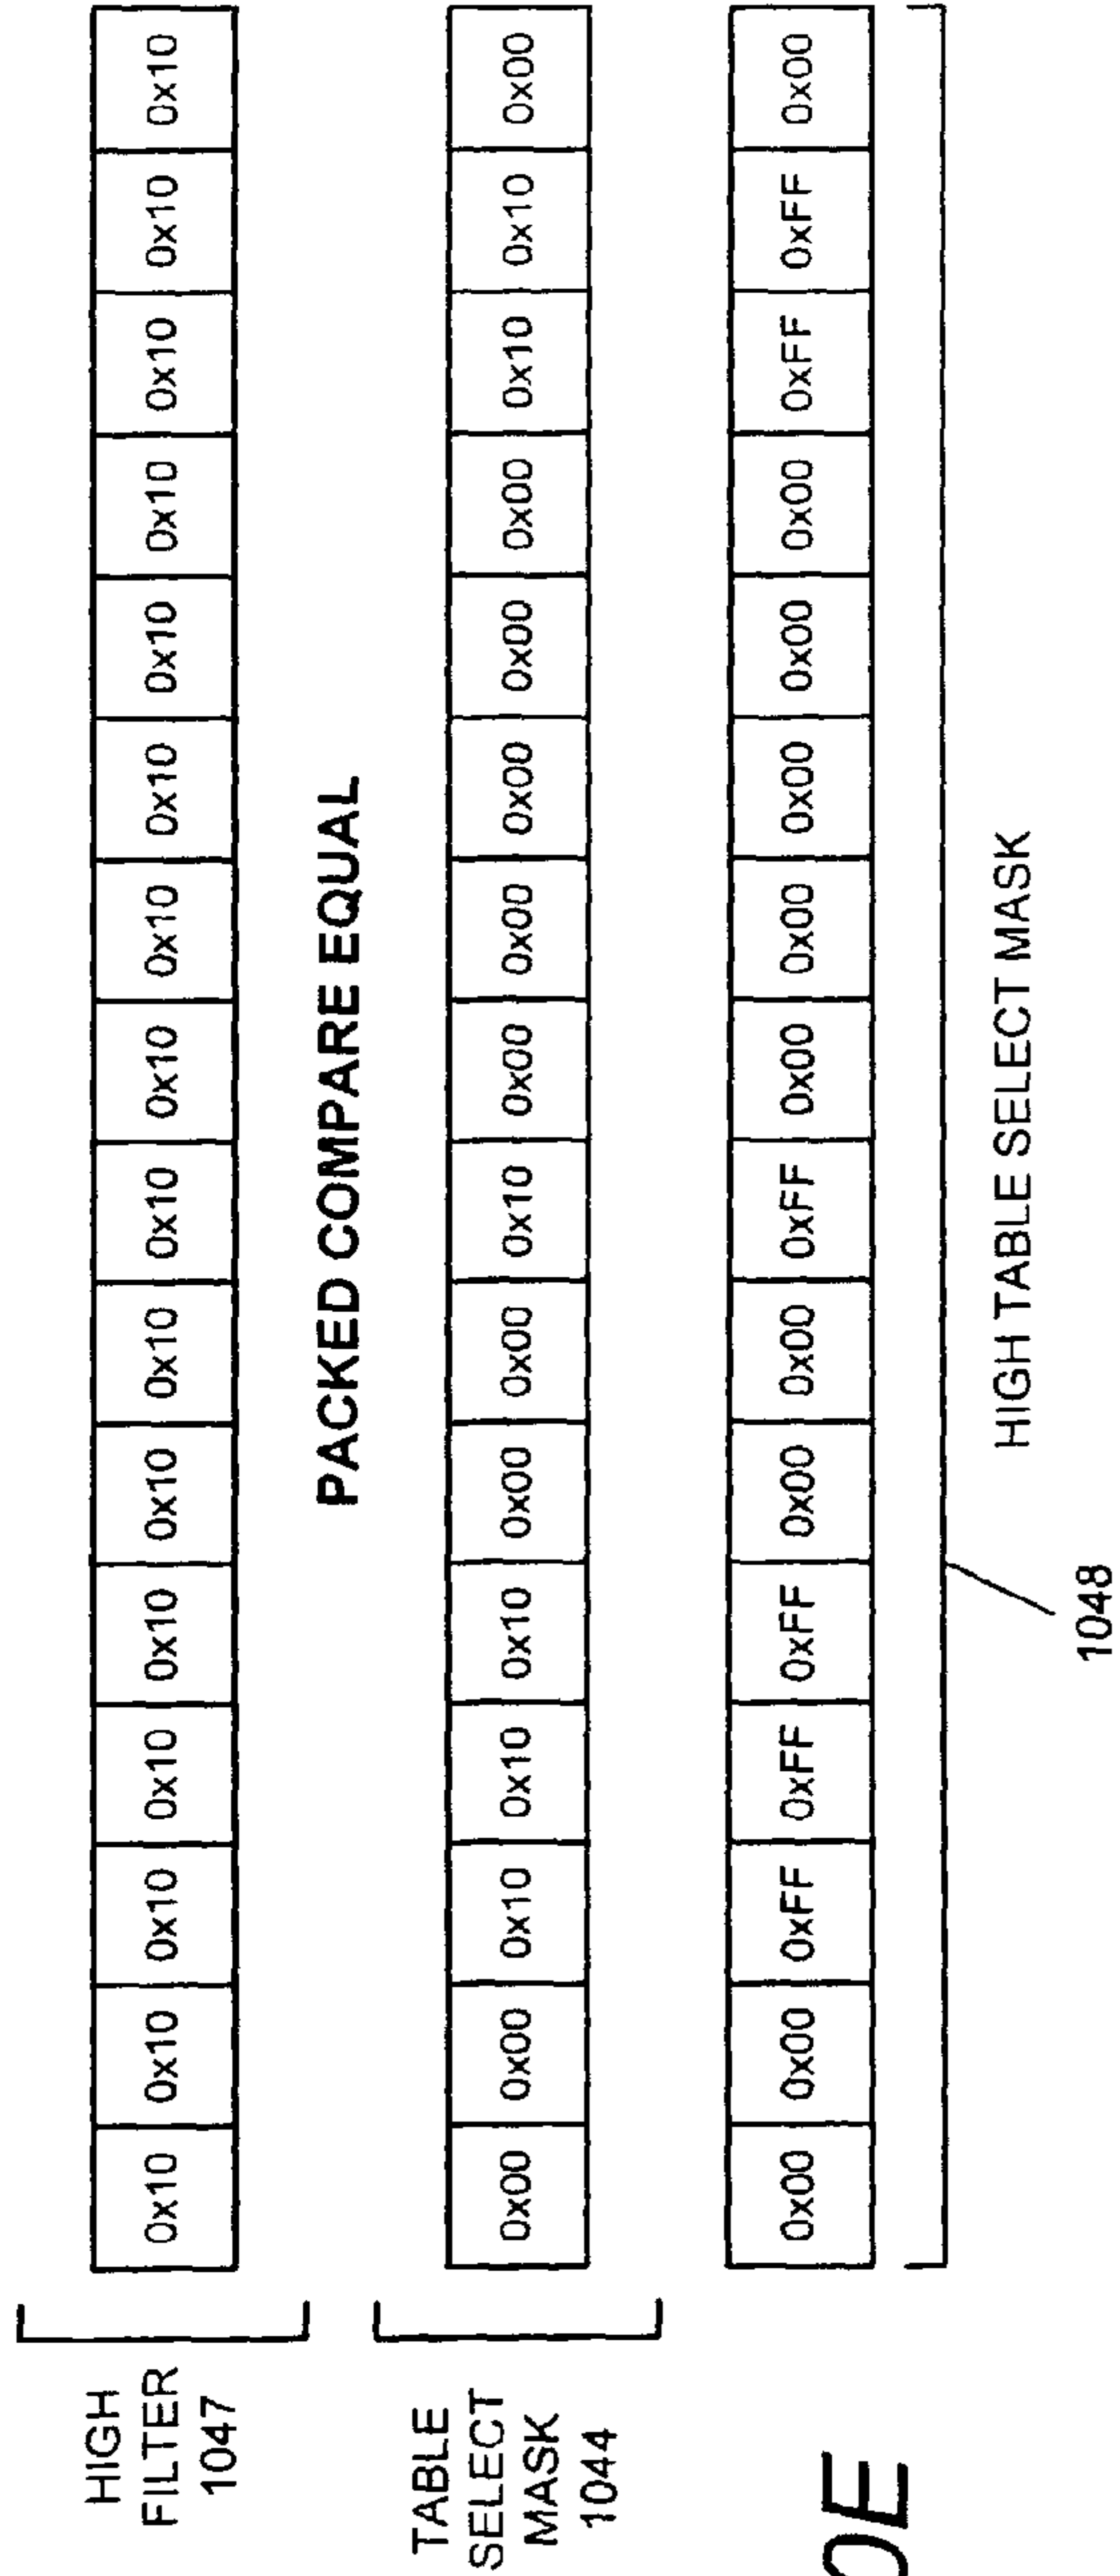 HIGH
FILTER
1047
0x10 0x10 0x10 0x10 0x10 0x10 0x10 0x10 0x10 0x10 0x10 0x10 0x10 0x10 0x10 0x10
PACKED COMPARE EQUAL
TABLE
SELECT
MASK
1044
0x00 0x00 0x10 0x10 0x10 0x00 0x00 0x10 0x00 0x00 0x00 0x00 0x00 0x10 0x10 0x00
0x00 0x00 0xFF 0xFF 0xFF 0x00 0x00 0xFF 0x00 0x00 0x00 0x00 0x00 0xFF 0xFF 0x00
HIGH TABLE SELECT MASK
1048